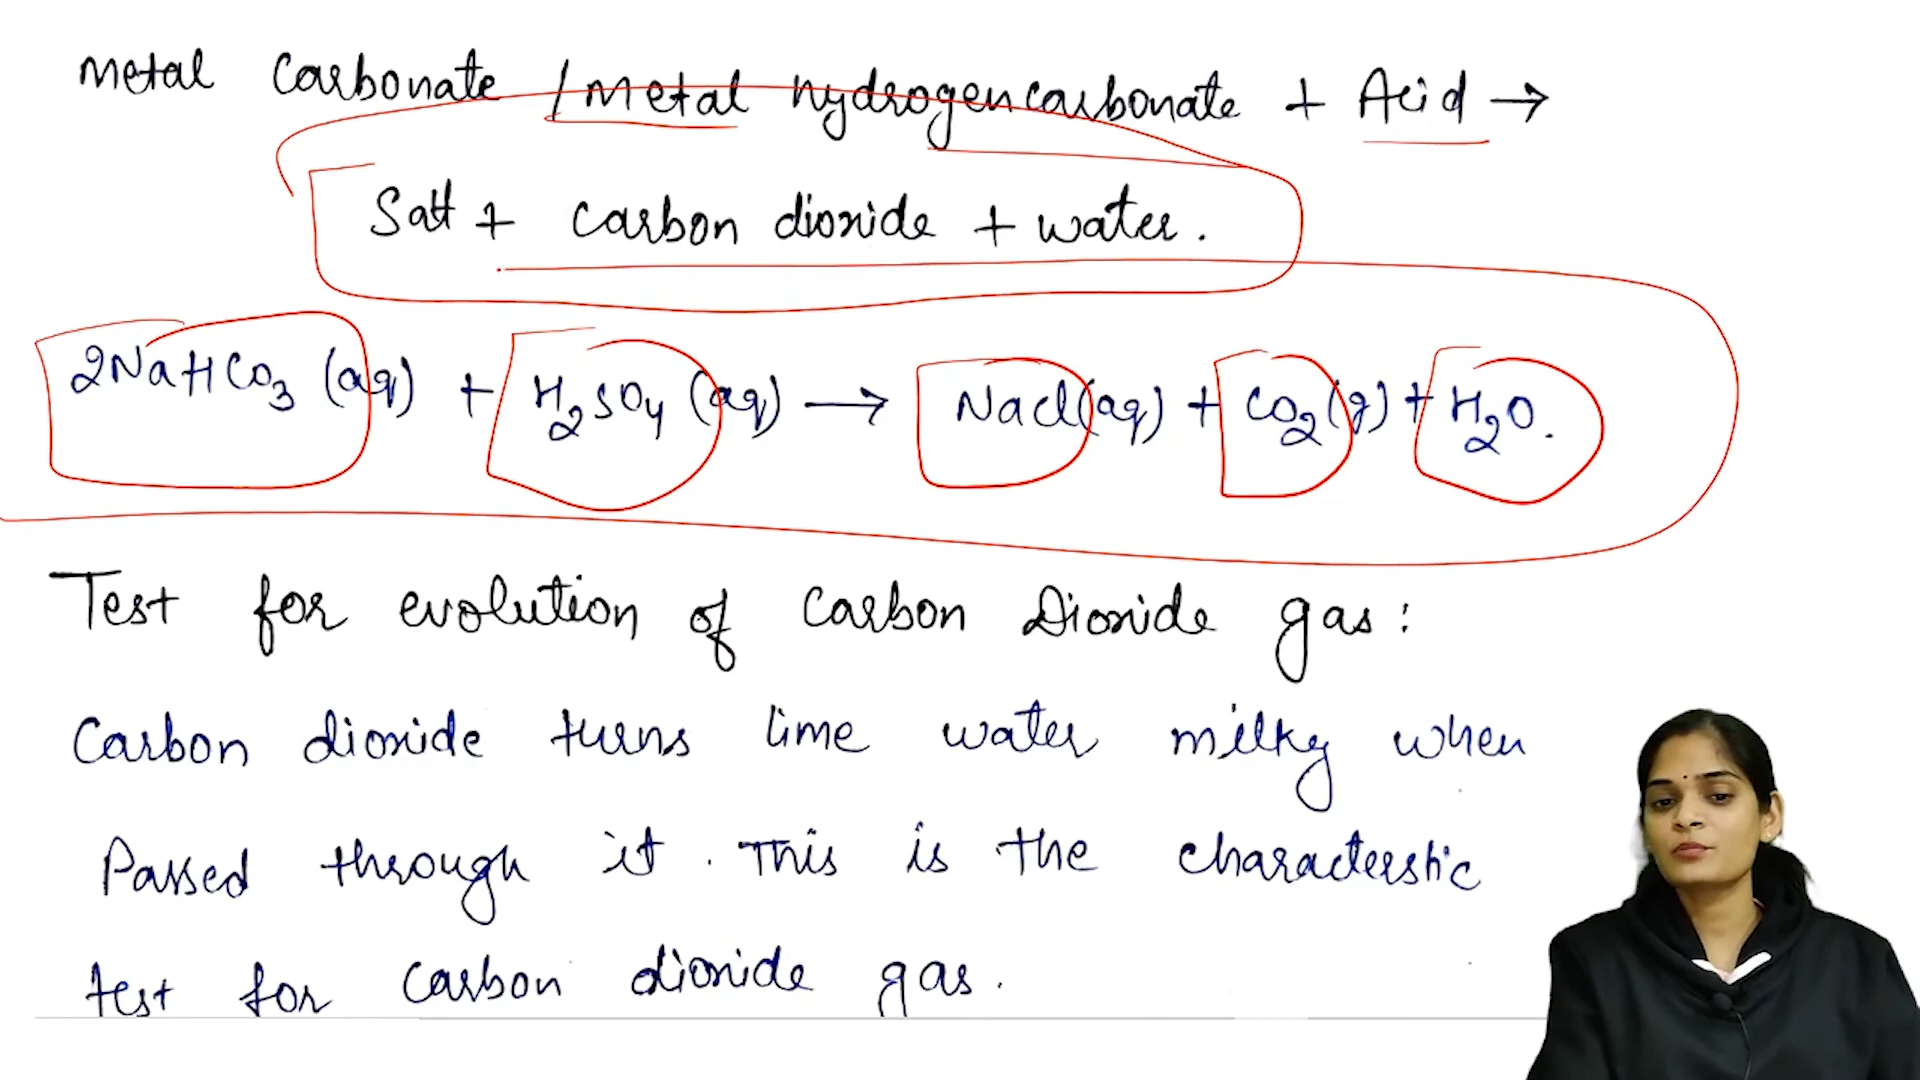 Metal Carbonate / Metal hydrogencarbonate + Acid →
Salt + Carbon dioxide + water.
2NaHCO3 (aq) + H2SO4 (aq) → NaCl(aq) + CO2(g) + H2O.
Test for evolution of Carbon Dioxide gas:
Carbon dioxide turns lime water milky when
Passed through it. This is the characterstic
test for carbon dioxide gas.